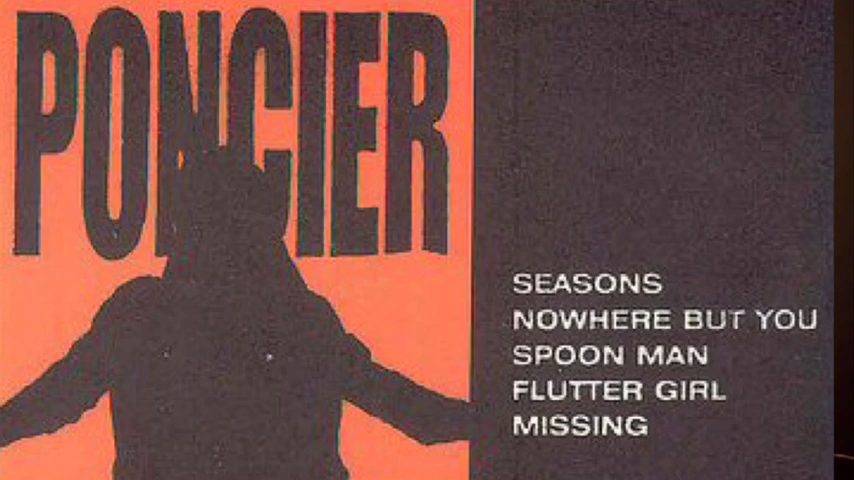 PONCIER
SEASONS
NOWHERE BUT YOU
SPOON MAN
FLUTTER GIRL
MISSING